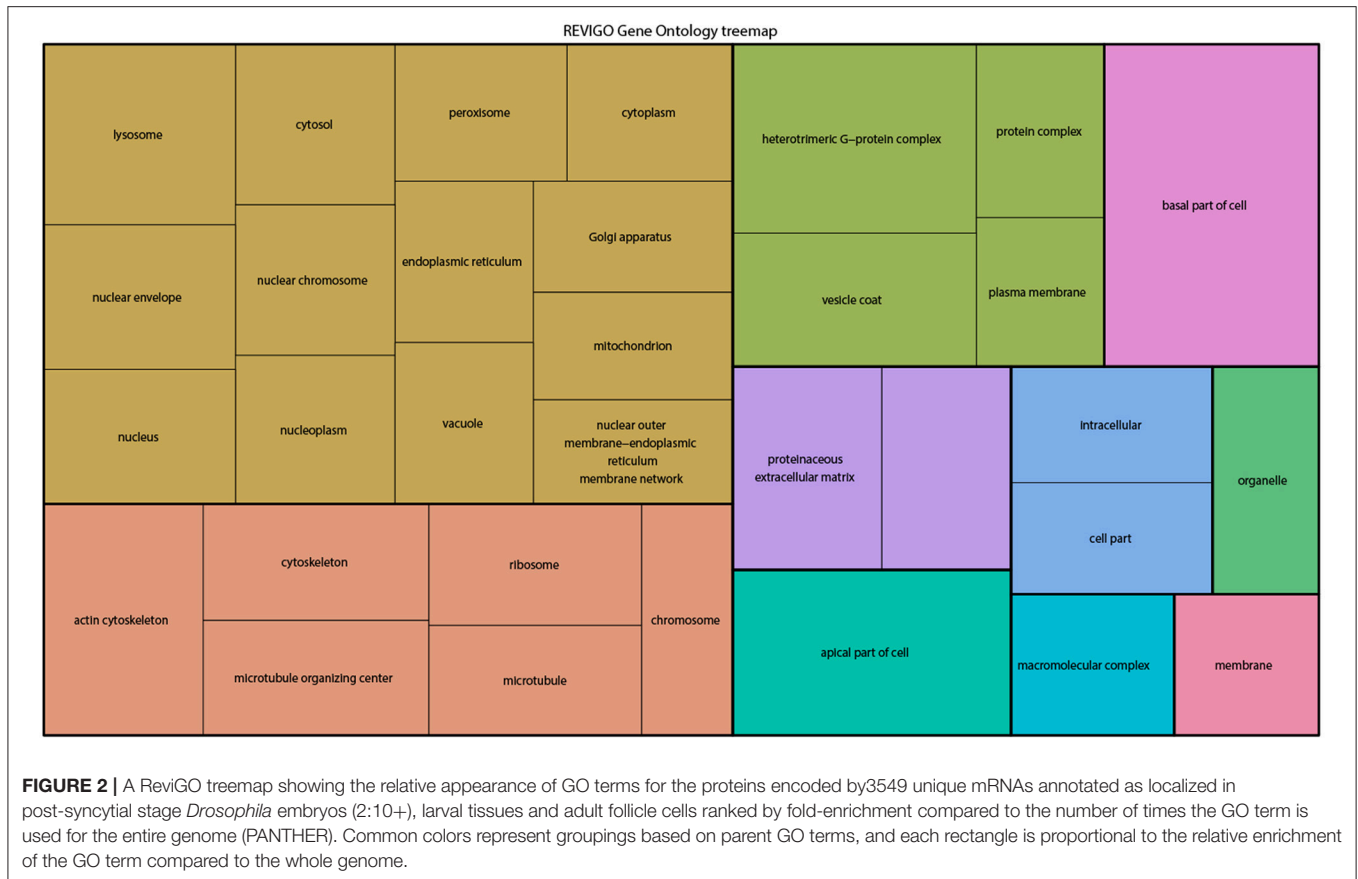 REVIGO Gene Ontology treemap
lysosome
cytosol
peroxisome
cytoplasm
nuclear envelope
nuclear chromosome
endoplasmic reticulum
Golgi apparatus
mitochondrion
nucleus
nucleoplasm
vacuole
nuclear outer
membrane–endoplasmic
reticulum
membrane network
actin cytoskeleton
cytoskeleton
ribosome
chromosome
microtubule organizing center
microtubule
heterotrimeric G–protein complex
protein complex
basal part of cell
vesicle coat
plasma membrane
proteinaceous
extracellular matrix
intracellular
organelle
cell part
apical part of cell
macromolecular complex
membrane
FIGURE 2 | A ReviGO treemap showing the relative appearance of GO terms for the proteins encoded by3549 unique mRNAs annotated as localized in
post-syncytial stage Drosophila embryos (2:10+), larval tissues and adult follicle cells ranked by fold-enrichment compared to the number of times the GO term is
used for the entire genome (PANTHER). Common colors represent groupings based on parent GO terms, and each rectangle is proportional to the relative enrichment
of the GO term compared to the whole genome.